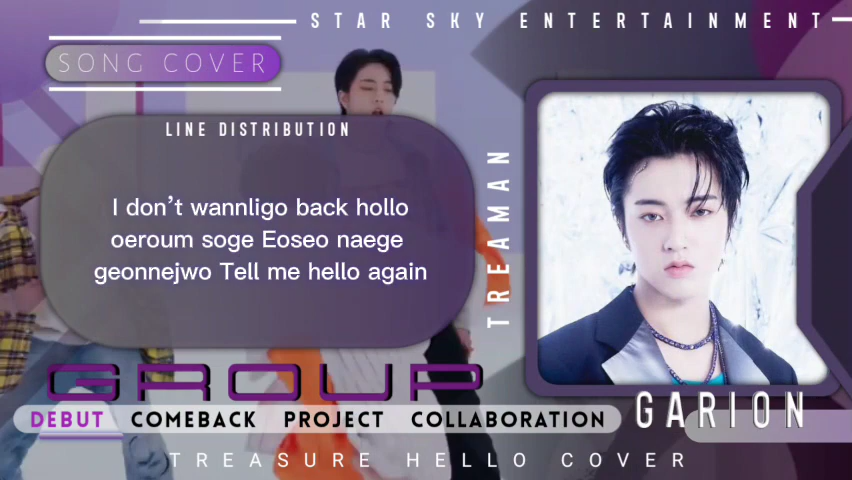 STAR SKY ENTERTAINMENT
SONG COVER
LINE DISTRIBUTION
I don't wannligo back hollo
oeroum soge Eoseo naege
geonnejwo Tell me hello again
TREAMAN
GROUP
DEBUT COMEBACK PROJECT COLLABORATION
GARION
TREASURE HELLO COVER